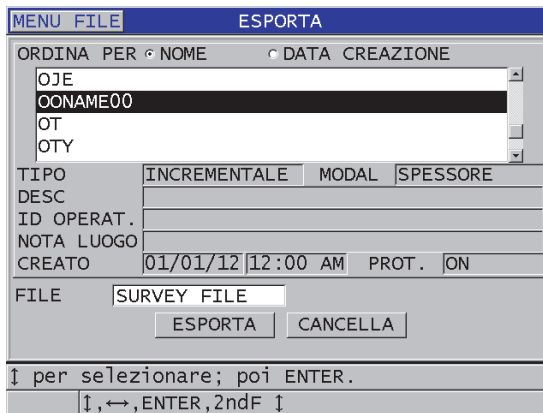 MENU FILE ESPORTA
ORDINA PER NOME DATA CREAZIONE
OJE
OONAME00
OT
OTY
TIPO INCREMENTALE MODAL SPESSORE
DESC
ID OPERAT.
NOTA LUOGO
CREATO 01/01/12 12:00 AM PROT. ON
FILE SURVEY FILE
ESPORTA CANCELLA
↕ per selezionare; poi ENTER.
↕,↔,ENTER,2ndF ↕